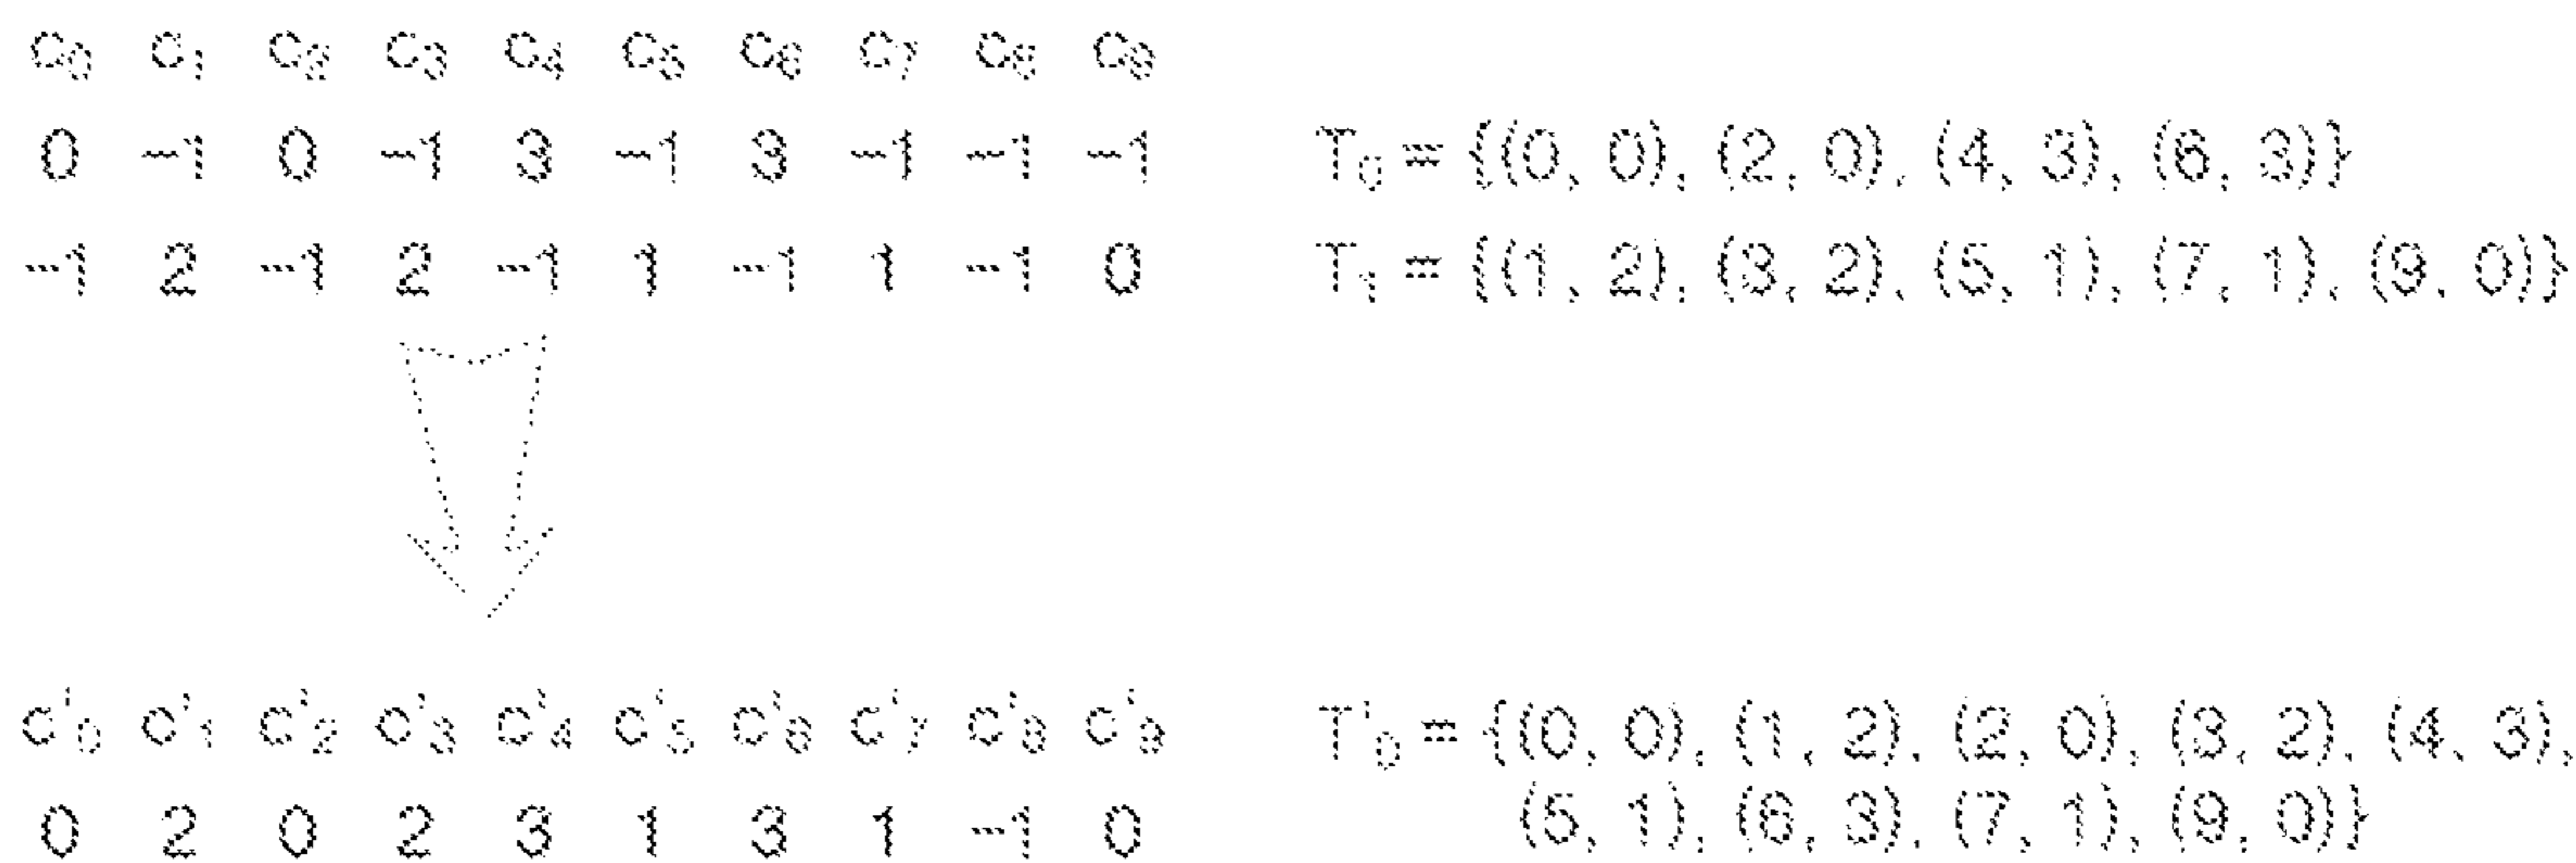 c₀ c₁ c₂ c₃ c₄ c₅ c₆ c₇ c₈ c₉
0 −1 0 −1 3 −1 3 −1 −1 −1 T₀ = {(0, 0), (2, 0), (4, 3), (6, 3)}
−1 2 −1 2 −1 1 −1 1 −1 0 T₁ = {(1, 2), (3, 2), (5, 1), (7, 1), (9, 0)}
c'₀ c'₁ c'₂ c'₃ c'₄ c'₅ c'₆ c'₇ c'₈ c'₉ T'₀ = {(0, 0), (1, 2), (2, 0), (3, 2), (4, 3),
0 2 0 2 3 1 3 1 −1 0 (5, 1), (6, 3), (7, 1), (9, 0)}